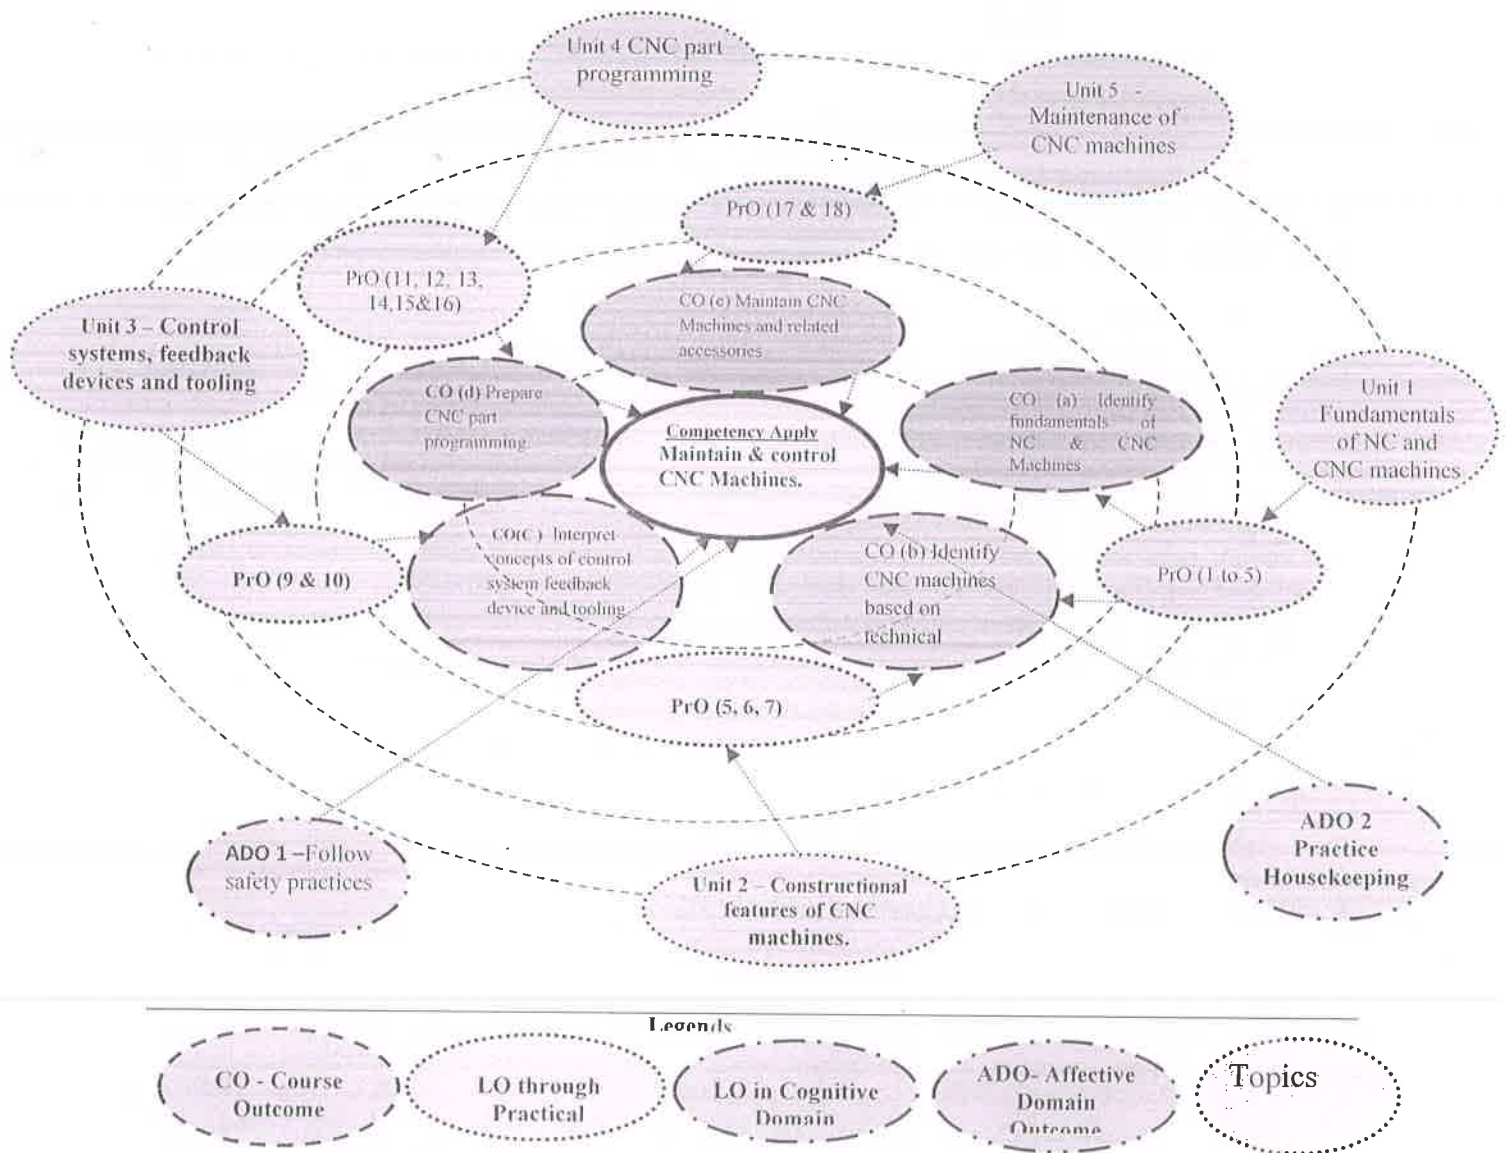 Unit 4 CNC part
programming
Unit 5 -
Maintenance of
CNC machines
PrO (17 & 18)
PrO (11, 12, 13,
14,15&16)
Unit 3 – Control
systems, feedback
devices and tooling
CO (e) Maintain CNC
Machines and related
accessories
CO (d) Prepare
CNC part
programming.
Competency Apply
Maintain & control
CNC Machines.
CO (a) Identify
fundamentals of
NC & CNC
Machines
Unit 1
Fundamentals
of NC and
CNC machines
PrO (9 & 10)
CO(C ) Interpret
concepts of control
system feedback
device and tooling
CO (b) Identify
CNC machines
based on
technical
PrO (1 to 5)
PrO (5, 6, 7)
ADO 1 –Follow
safety practices
Unit 2 – Constructional
features of CNC
machines.
ADO 2
Practice
Housekeeping
Legends
CO - Course
Outcome
LO through
Practical
LO in Cognitive
Domain
ADO- Affective
Domain
Outcome
Topics